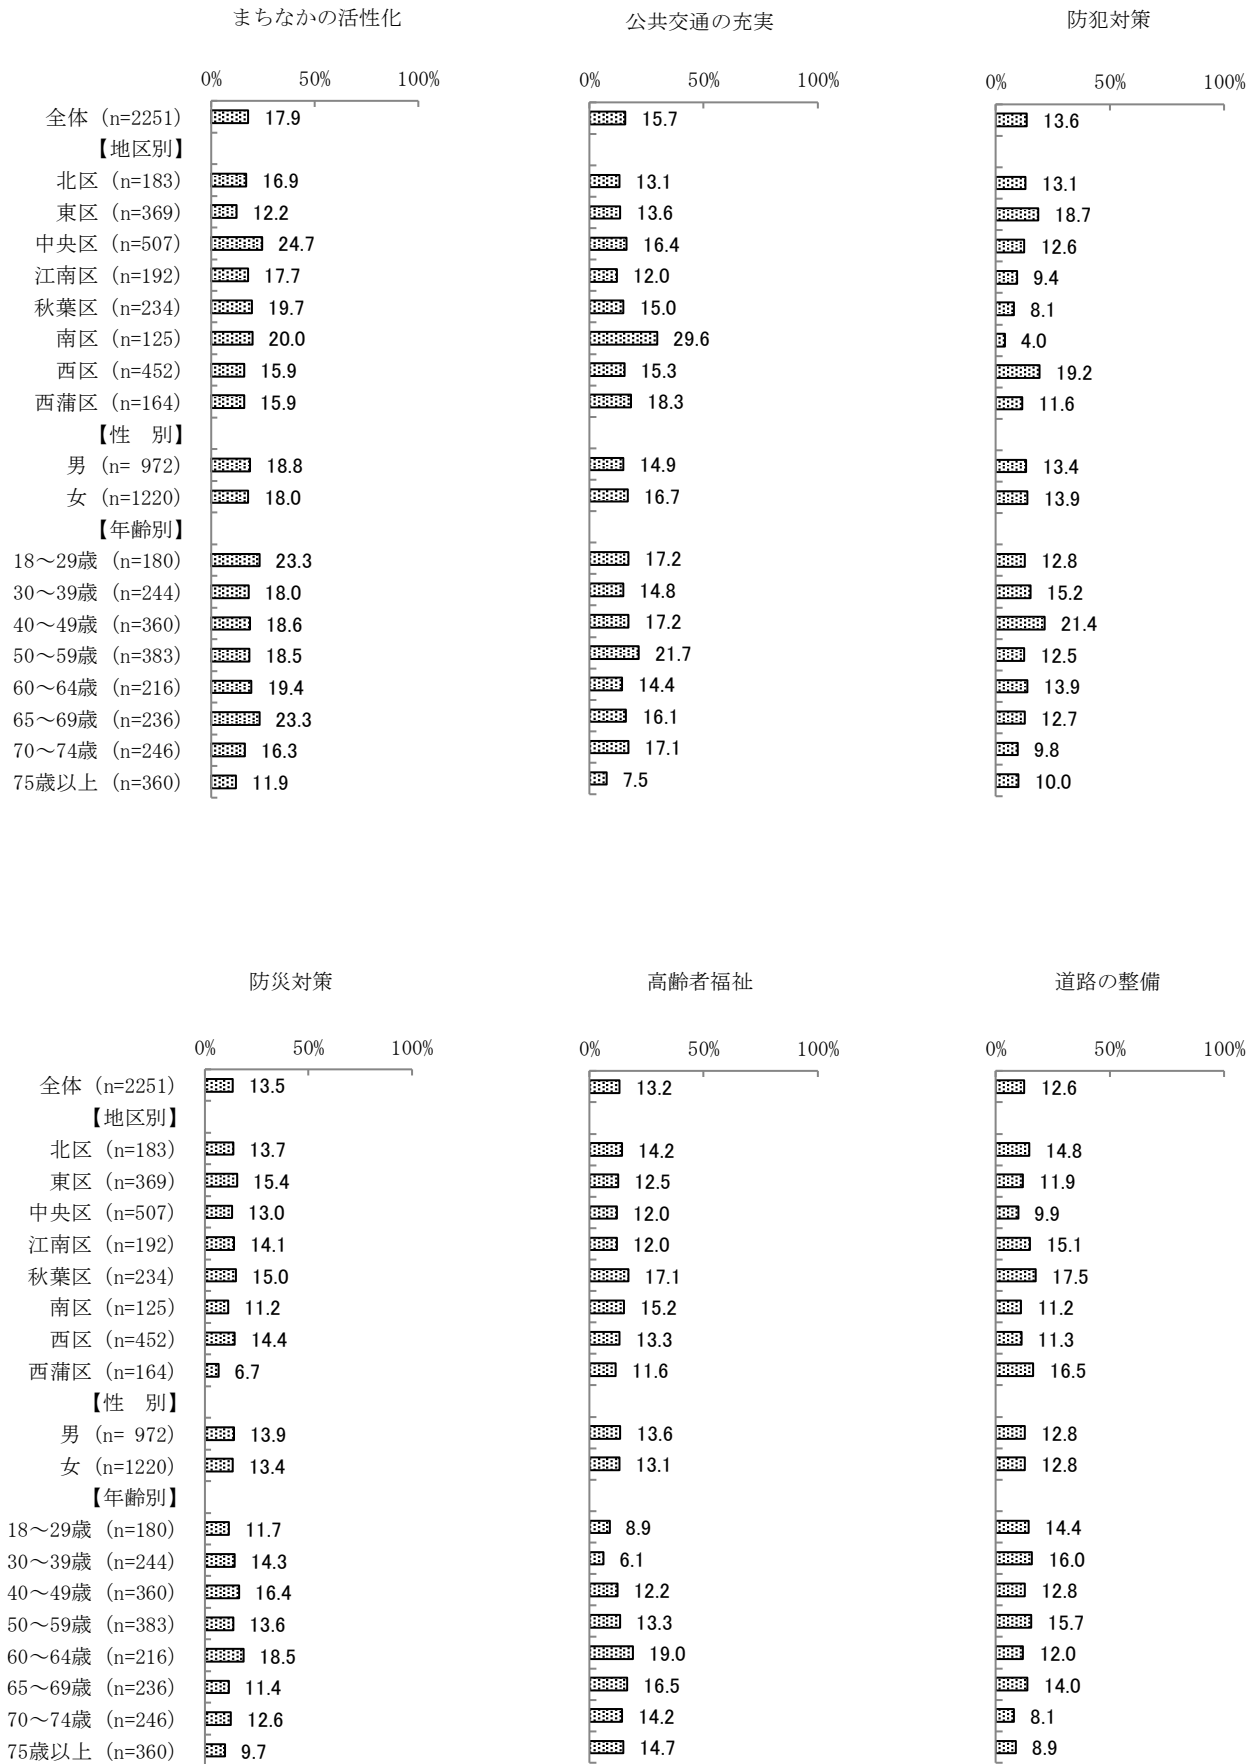 まちなかの活性化　公共交通の充実　防犯対策
0%　50%　100%　0%　50%　100%　0%　50%　100%
全体 (n=2251)　17.9　15.7　13.6
【地区別】
北区 (n=183)　16.9　13.1　13.1
東区 (n=369)　12.2　13.6　18.7
中央区 (n=507)　24.7　16.4　12.6
江南区 (n=192)　17.7　12.0　9.4
秋葉区 (n=234)　19.7　15.0　8.1
南区 (n=125)　20.0　29.6　4.0
西区 (n=452)　15.9　15.3　19.2
西蒲区 (n=164)　15.9　18.3　11.6
【性　別】
男 (n= 972)　18.8　14.9　13.4
女 (n=1220)　18.0　16.7　13.9
【年齢別】
18～29歳 (n=180)　23.3　17.2　12.8
30～39歳 (n=244)　18.0　14.8　15.2
40～49歳 (n=360)　18.6　17.2　21.4
50～59歳 (n=383)　18.5　21.7　12.5
60～64歳 (n=216)　19.4　14.4　13.9
65～69歳 (n=236)　23.3　16.1　12.7
70～74歳 (n=246)　16.3　17.1　9.8
75歳以上 (n=360)　11.9　7.5　10.0
防災対策　高齢者福祉　道路の整備
0%　50%　100%　0%　50%　100%　0%　50%　100%
全体 (n=2251)　13.5　13.2　12.6
【地区別】
北区 (n=183)　13.7　14.2　14.8
東区 (n=369)　15.4　12.5　11.9
中央区 (n=507)　13.0　12.0　9.9
江南区 (n=192)　14.1　12.0　15.1
秋葉区 (n=234)　15.0　17.1　17.5
南区 (n=125)　11.2　15.2　11.2
西区 (n=452)　14.4　13.3　11.3
西蒲区 (n=164)　6.7　11.6　16.5
【性　別】
男 (n= 972)　13.9　13.6　12.8
女 (n=1220)　13.4　13.1　12.8
【年齢別】
18～29歳 (n=180)　11.7　8.9　14.4
30～39歳 (n=244)　14.3　6.1　16.0
40～49歳 (n=360)　16.4　12.2　12.8
50～59歳 (n=383)　13.6　13.3　15.7
60～64歳 (n=216)　18.5　19.0　12.0
65～69歳 (n=236)　11.4　16.5　14.0
70～74歳 (n=246)　12.6　14.2　8.1
75歳以上 (n=360)　9.7　14.7　8.9